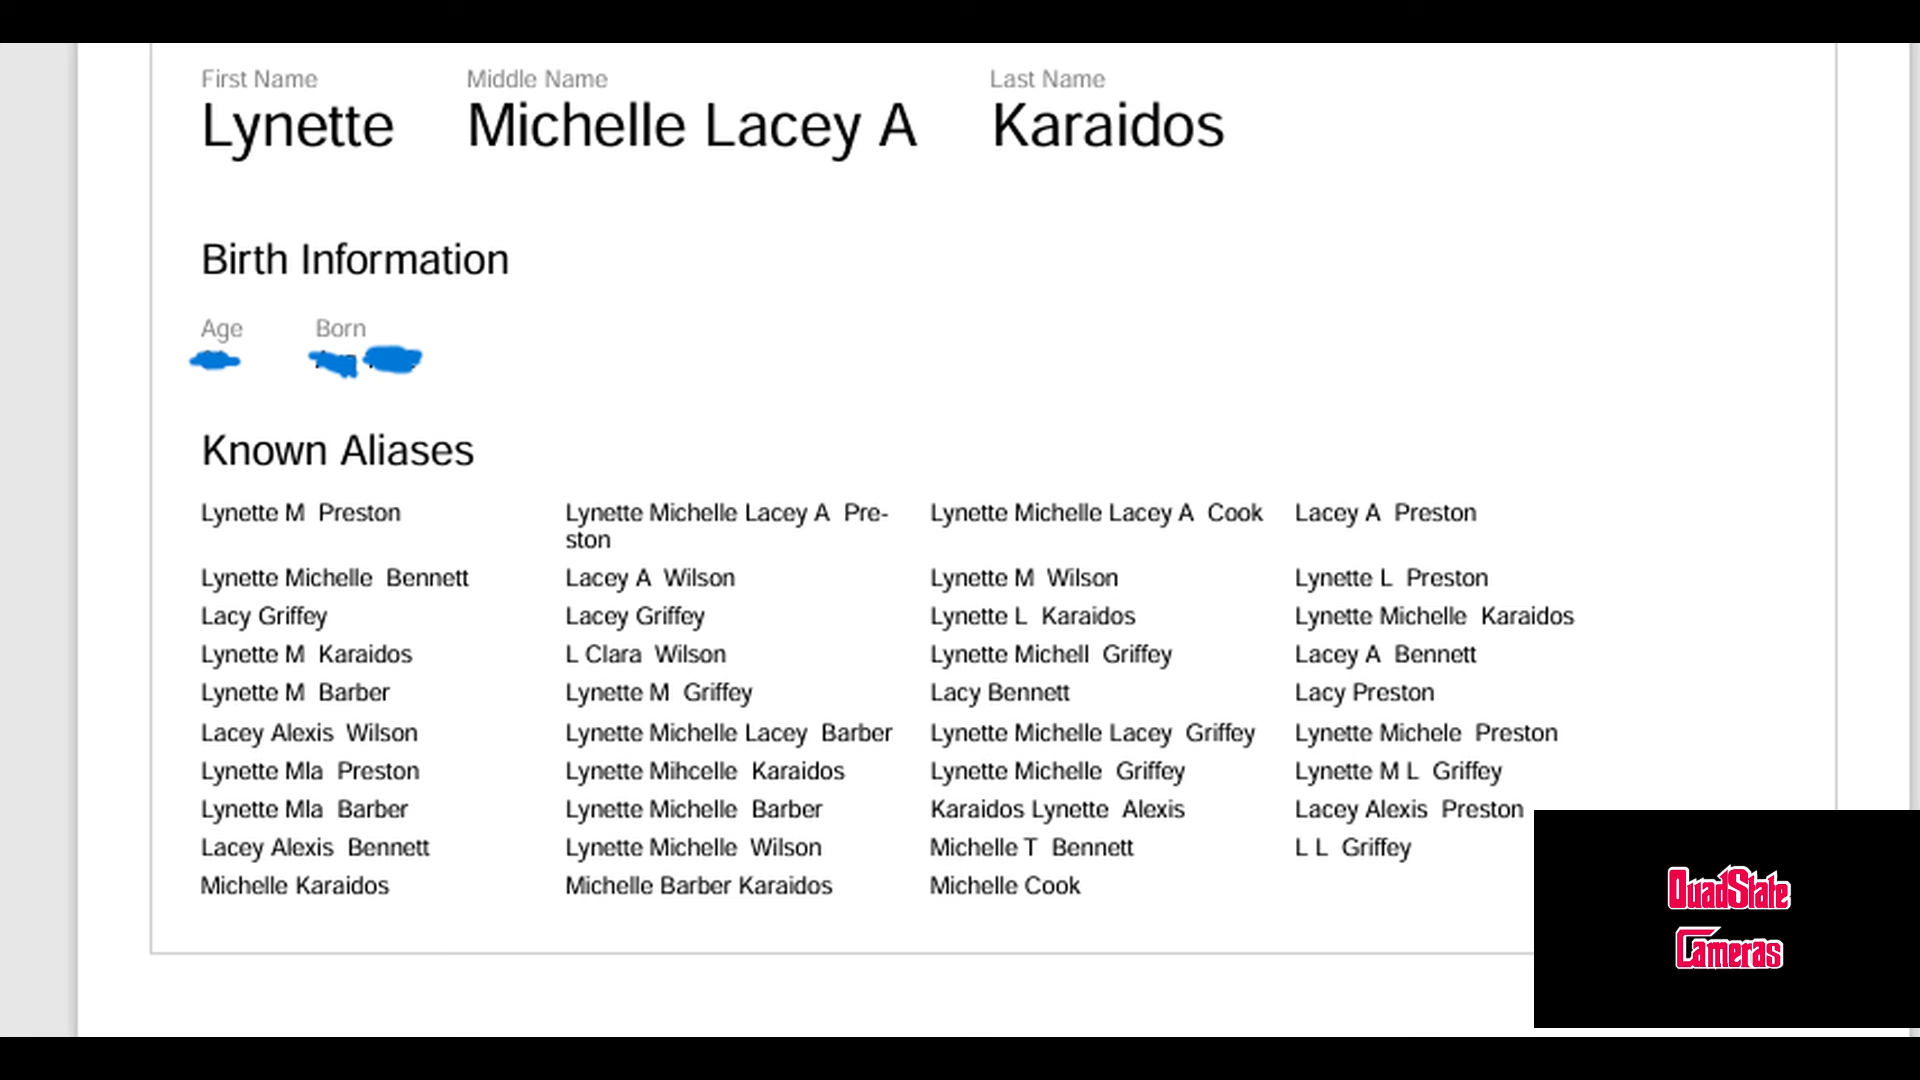 First Name Middle Name Last Name
Lynette Michelle Lacey A Karaidos
Birth Information
Age Born
Known Aliases
Lynette M Preston Lynette Michelle Lacey A Pre- Lynette Michelle Lacey A Cook Lacey A Preston
ston
Lynette Michelle Bennett Lacey A Wilson Lynette M Wilson Lynette L Preston
Lacy Griffey Lacey Griffey Lynette L Karaidos Lynette Michelle Karaidos
Lynette M Karaidos L Clara Wilson Lynette Michell Griffey Lacey A Bennett
Lynette M Barber Lynette M Griffey Lacy Bennett Lacy Preston
Lacey Alexis Wilson Lynette Michelle Lacey Barber Lynette Michelle Lacey Griffey Lynette Michele Preston
Lynette Mla Preston Lynette Mihcelle Karaidos Lynette Michelle Griffey Lynette M L Griffey
Lynette Mla Barber Lynette Michelle Barber Karaidos Lynette Alexis Lacey Alexis Preston
Lacey Alexis Bennett Lynette Michelle Wilson Michelle T Bennett L L Griffey
Michelle Karaidos Michelle Barber Karaidos Michelle Cook
QuadState
Cameras